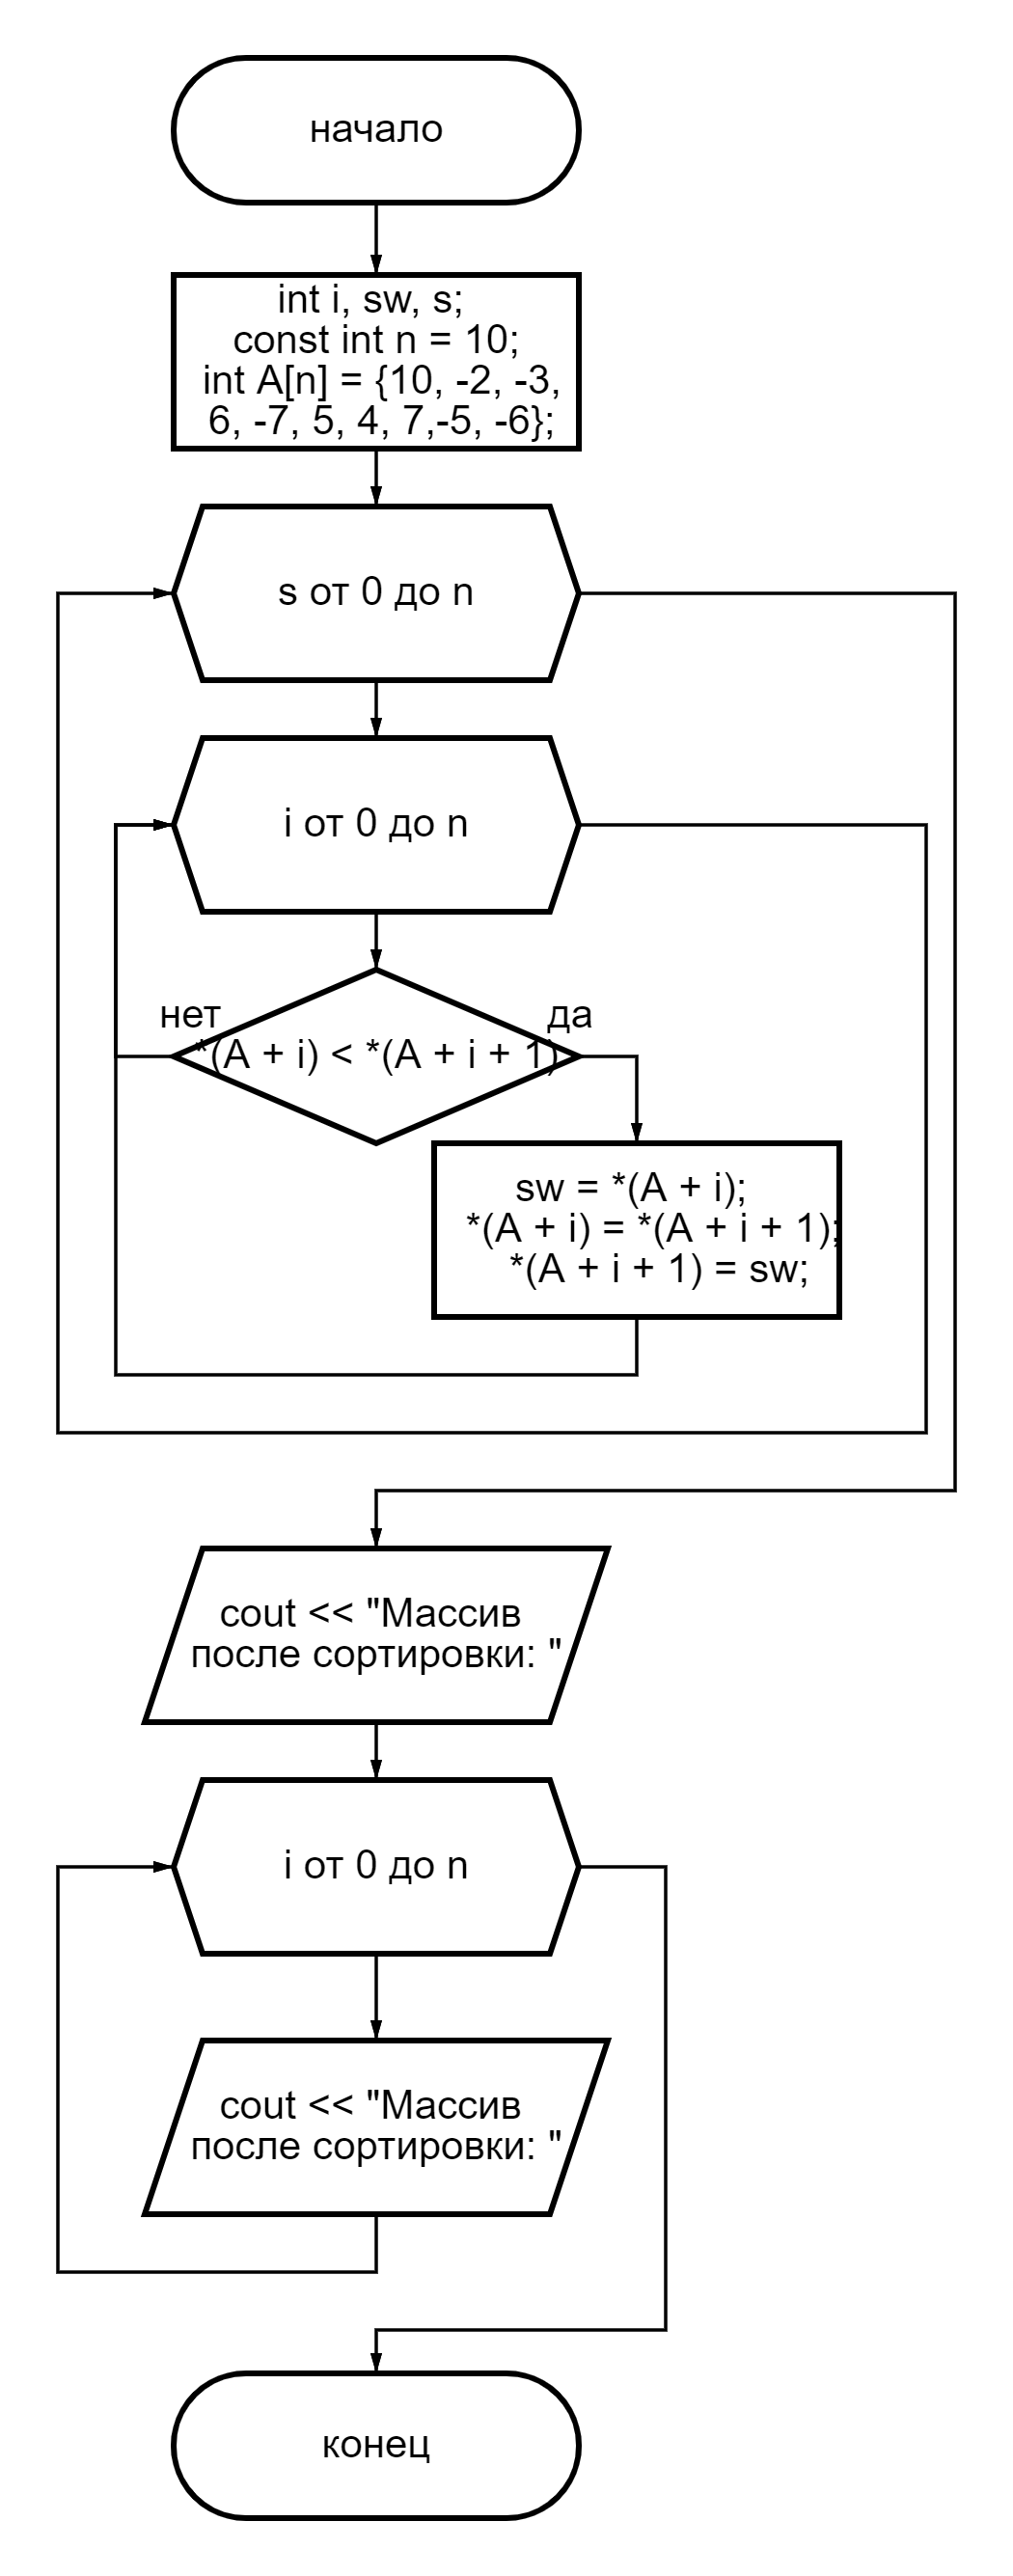 начало
int i, sw, s;
const int n = 10;
int A[n] = {10, -2, -3,
6, -7, 5, 4, 7,-5, -6};
s от 0 до n
i от 0 до n
нет
да
*(A + i) < *(A + i + 1)
sw = *(A + i);
*(A + i) = *(A + i + 1);
*(A + i + 1) = sw;
cout << "Массив
после сортировки: "
i от 0 до n
cout << "Массив
после сортировки: "
конец